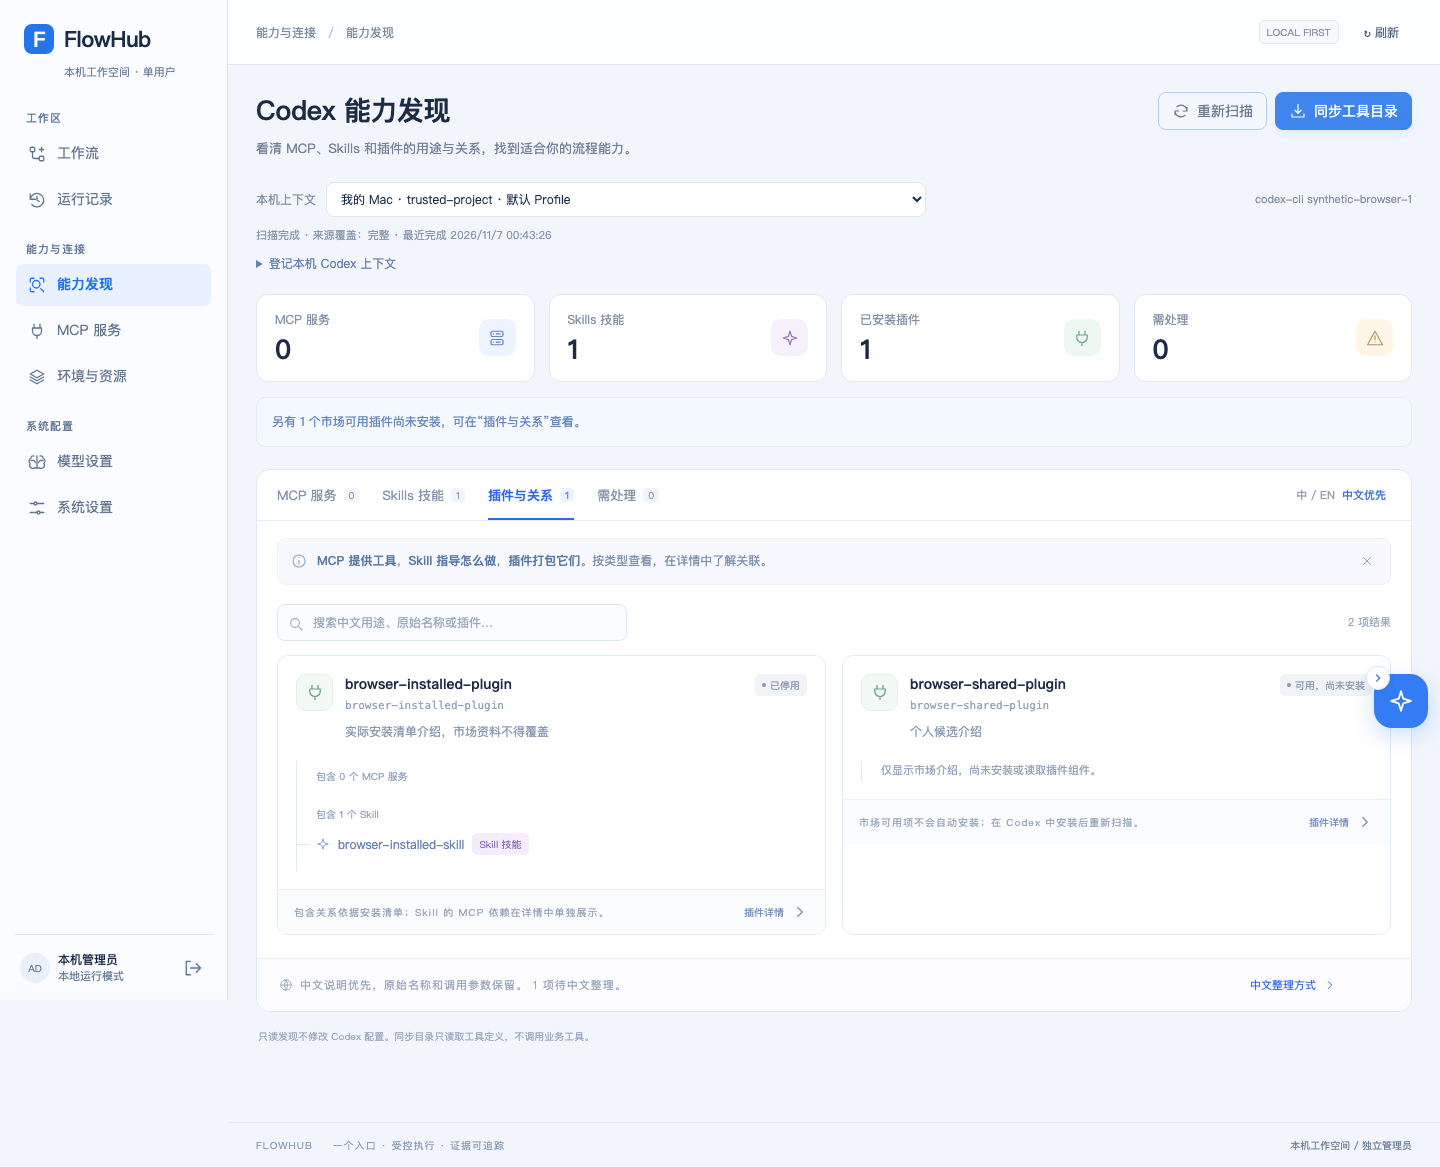 F FlowHub
本机工作空间 · 单用户
工作区
工作流
运行记录
能力与连接
能力发现
MCP 服务
环境与资源
系统配置
模型设置
系统设置
AD
本机管理员
本地运行模式
能力与连接 / 能力发现
LOCAL FIRST
↻ 刷新
Codex 能力发现
看清 MCP、Skills 和插件的用途与关系，找到适合你的流程能力。
重新扫描
同步工具目录
本机上下文
我的 Mac · trusted-project · 默认 Profile
codex-cli synthetic-browser-1
扫描完成 · 来源覆盖：完整 · 最近完成 2026/11/7 00:43:26
▶ 登记本机 Codex 上下文
MCP 服务
0
Skills 技能
1
已安装插件
1
需处理
0
另有 1 个市场可用插件尚未安装，可在“插件与关系”查看。
MCP 服务 0
Skills 技能 1
插件与关系 1
需处理 0
中 / EN 中文优先
MCP 提供工具，Skill 指导怎么做，插件打包它们。按类型查看，在详情中了解关联。
搜索中文用途、原始名称或插件...
2 项结果
browser-installed-plugin
已停用
browser-installed-plugin
实际安装清单介绍，市场资料不得覆盖
包含 0 个 MCP 服务
包含 1 个 Skill
browser-installed-skill Skill 技能
包含关系依据安装清单；Skill 的 MCP 依赖在详情中单独展示。
插件详情
browser-shared-plugin
可用，尚未安装
browser-shared-plugin
个人候选介绍
仅显示市场介绍，尚未安装或读取插件组件。
市场可用项不会自动安装；在 Codex 中安装后重新扫描。
插件详情
中文说明优先，原始名称和调用参数保留。 1 项待中文整理。
中文整理方式
只读发现不修改 Codex 配置。同步目录只读取工具定义，不调用业务工具。
FLOWHUB 一个入口 · 受控执行 · 证据可追踪
本机工作空间 / 独立管理员